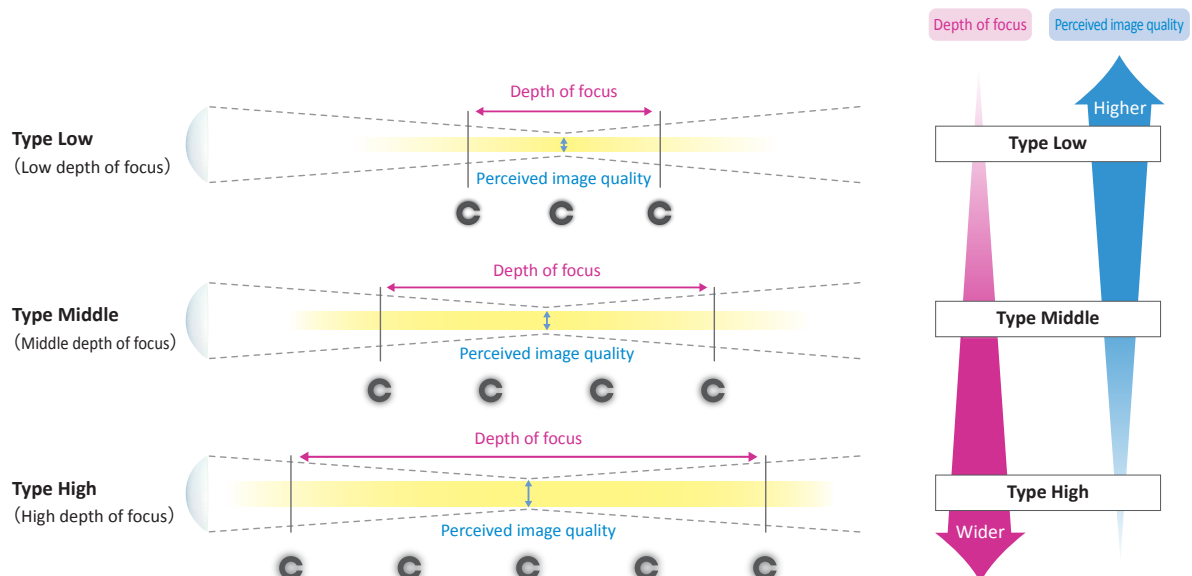 Depth of focus
Perceived image quality
Depth of focus
Higher
Type Low
(Low depth of focus)
Type Low
Perceived image quality
Depth of focus
Type Middle
(Middle depth of focus)
Type Middle
Perceived image quality
Depth of focus
Type High
(High depth of focus)
Type High
Perceived image quality
Wider